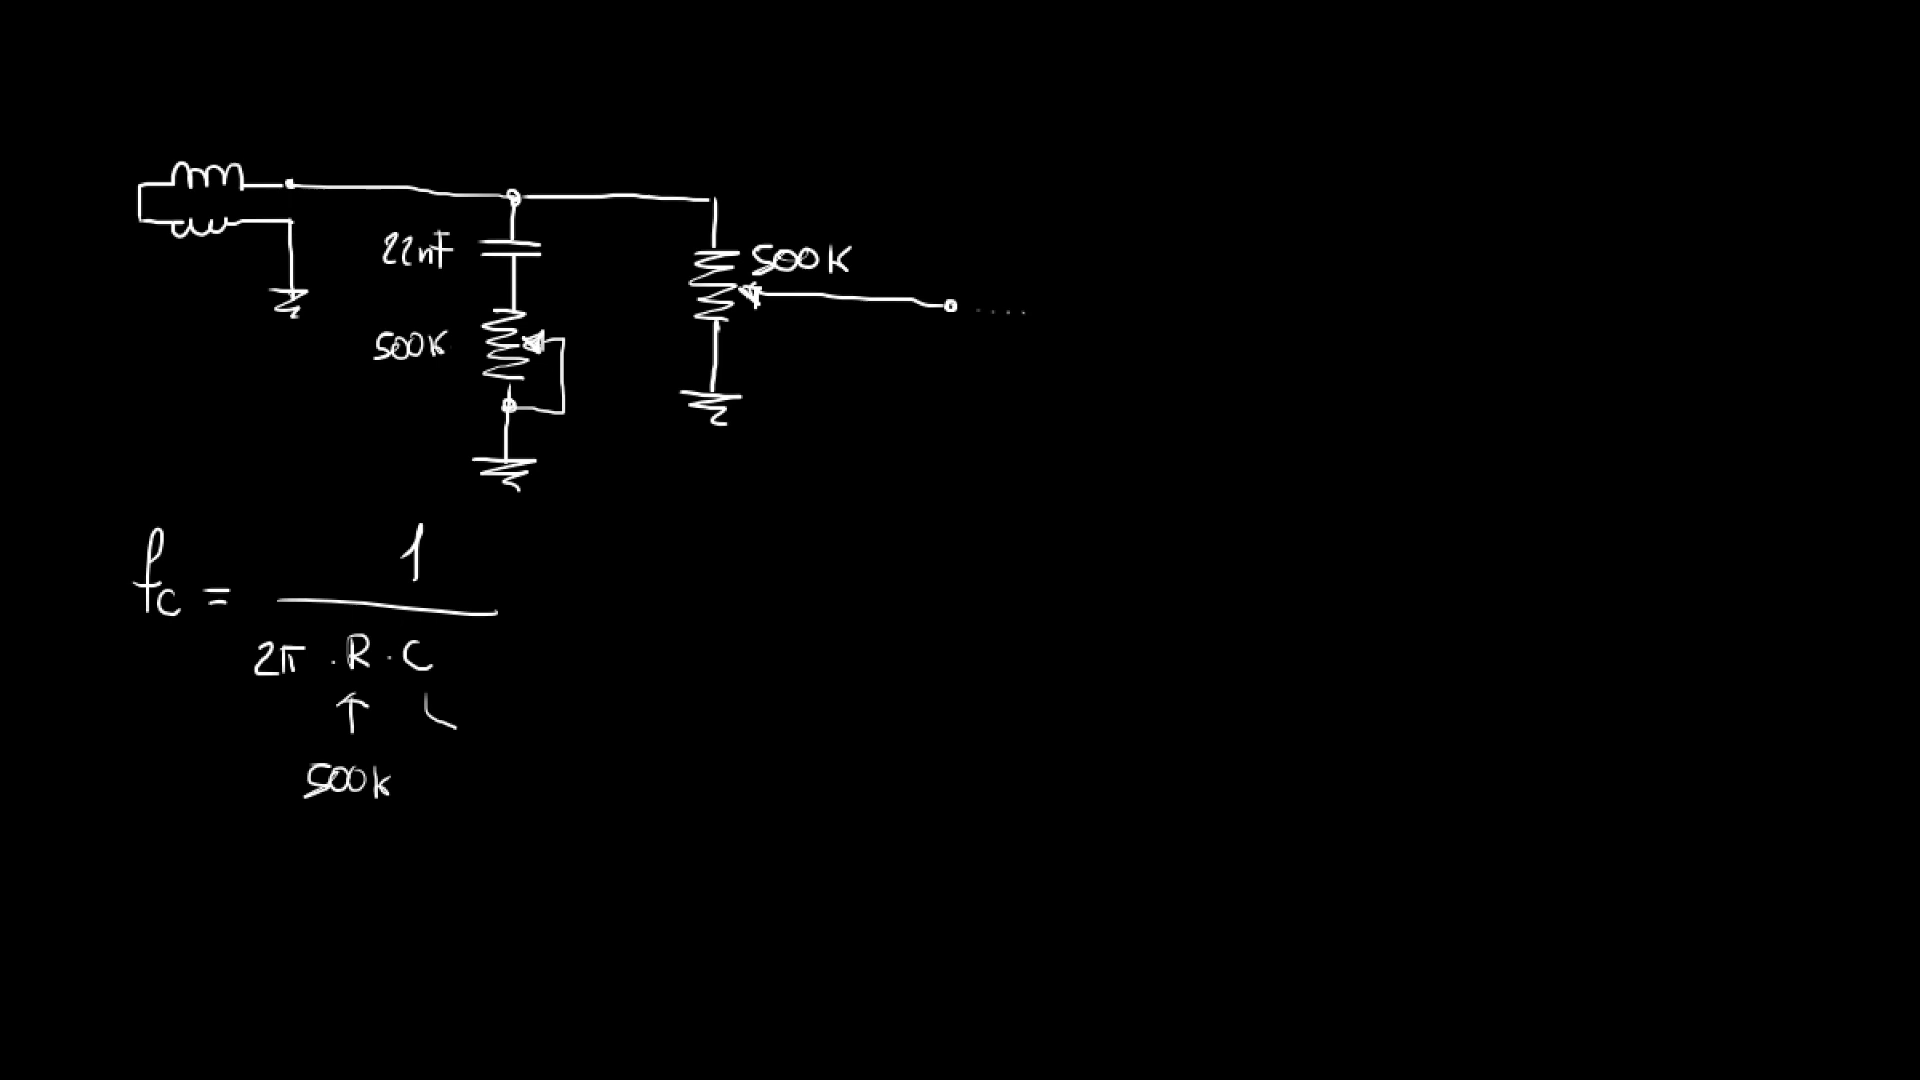 22nF
500K
500K
fc = 1
2π . R . C
500k